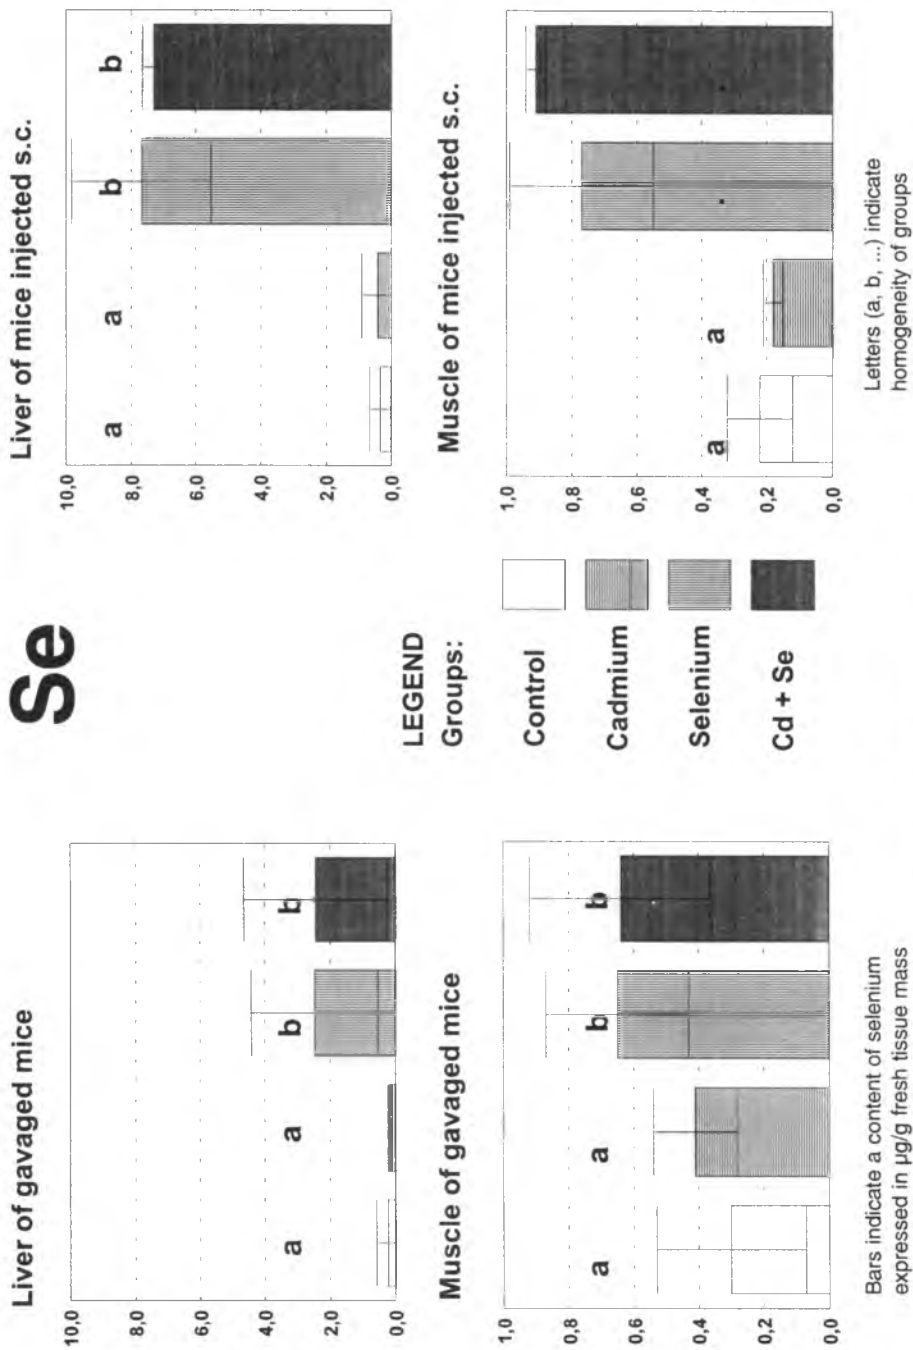 Se
Liver of gavaged mice
10,0
8,0
6,0
4,0
2,0
0,0
a
a
b
b
Liver of mice injected s.c.
10,0
8,0
6,0
4,0
2,0
0,0
a
a
b
b
LEGEND
Groups:
Control
Cadmium
Selenium
Cd + Se
Muscle of gavaged mice
1,0
0,8
0,6
0,4
0,2
0,0
a
a
b
b
Muscle of mice injected s.c.
1,0
0,8
0,6
0,4
0,2
0,0
a
a
Bars indicate a content of selenium
expressed in µg/g fresh tissue mass
Letters (a, b, ...) indicate
homogeneity of groups